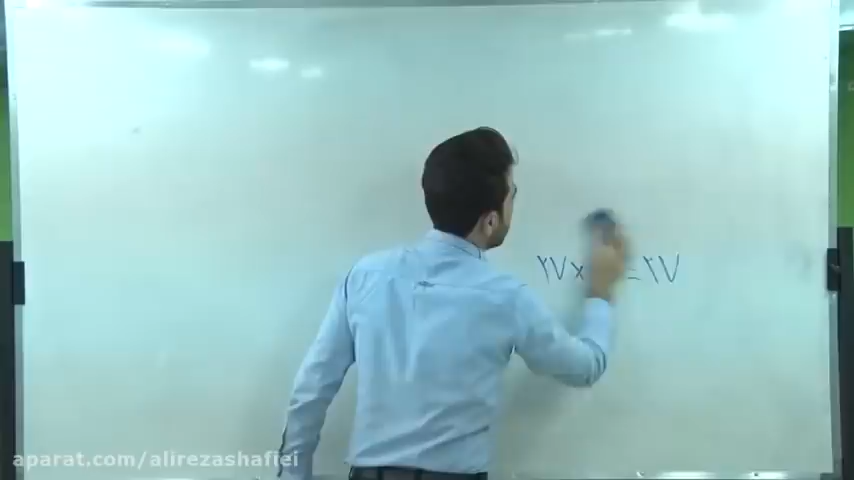 ۲۷× = ۲۷
aparat.com/alirezashafiei